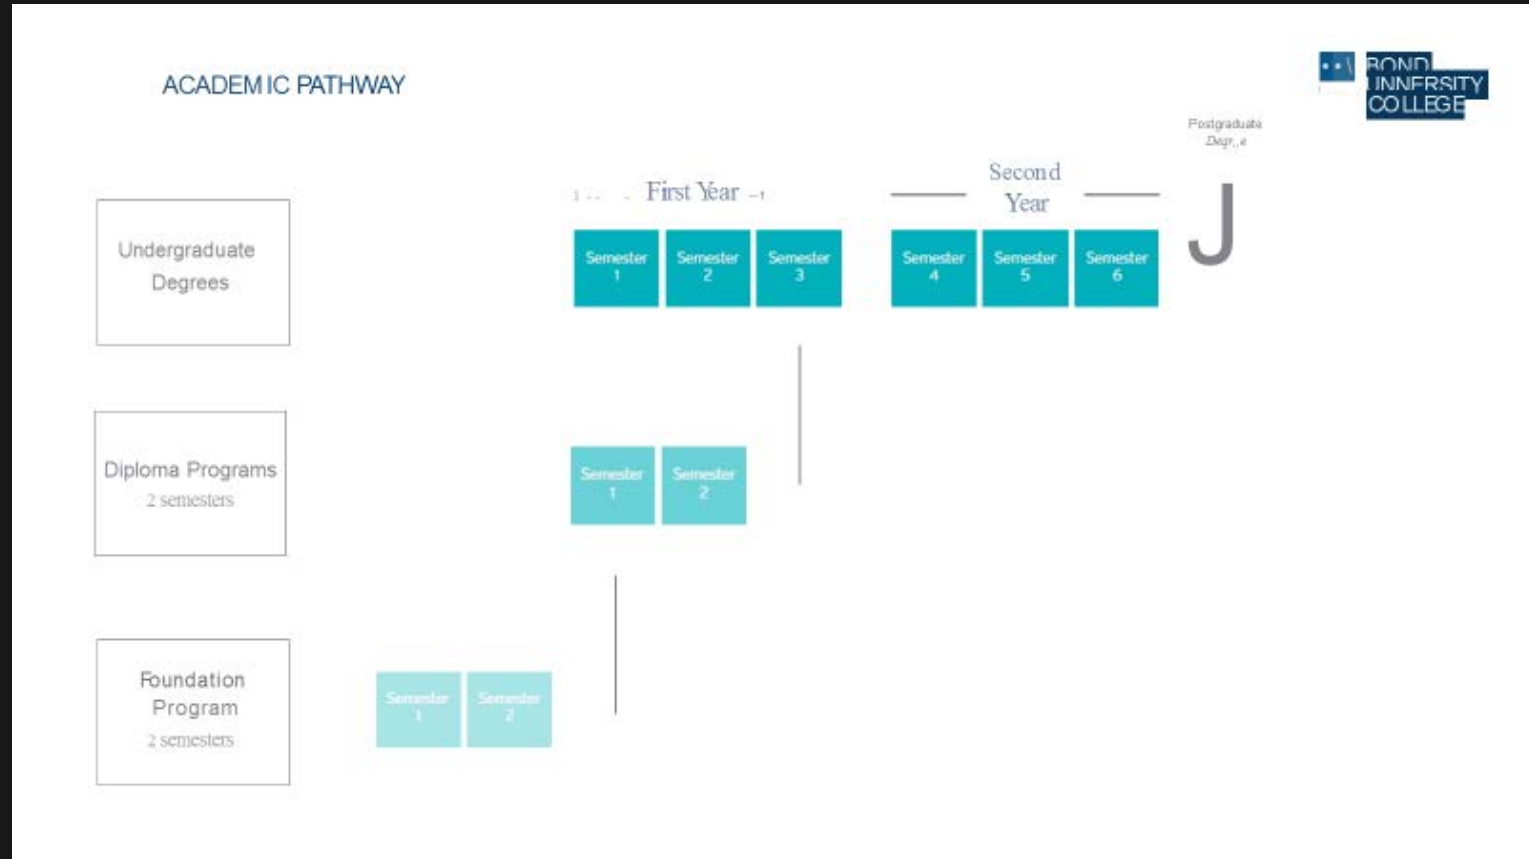 ACADEMIC PATHWAY
BOND
UNNERSITY
COLLEGE
Postgraduate
First Year
Second
Year
Undergraduate
Degrees
Semester
1
Semester
2
Semester
3
Semester
4
Semester
5
Semester
6
J
Diploma Programs
2 semesters
Semester
1
Semester
2
Foundation
Program
2 semesters
Semester
1
Semester
2